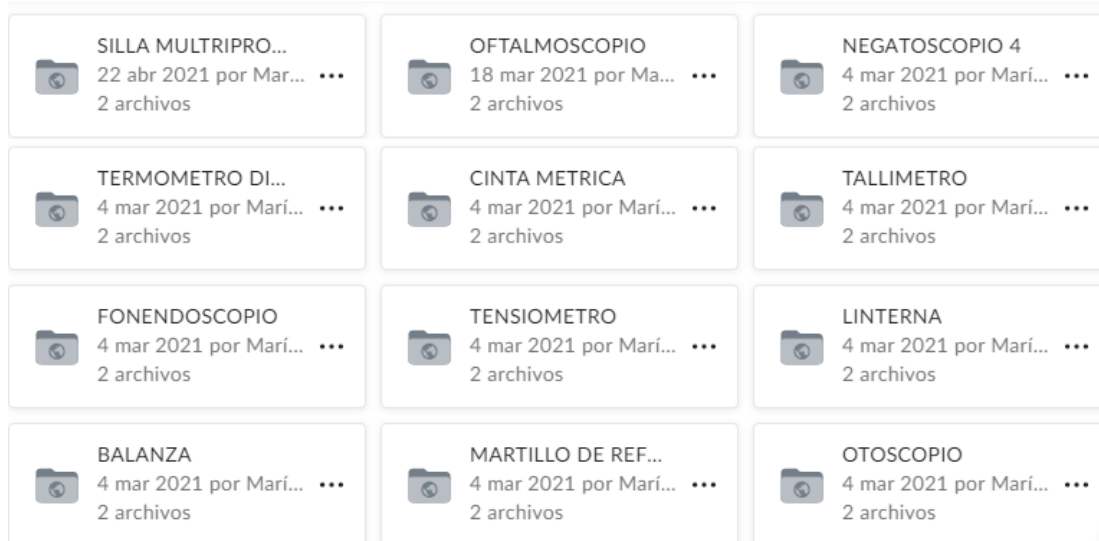 SILLA MULTRIPRO...
22 abr 2021 por Mar...
2 archivos
OFTALMOSCOPIO
18 mar 2021 por Ma...
2 archivos
NEGATOSCOPIO 4
4 mar 2021 por Marí...
2 archivos
TERMOMETRO DI...
4 mar 2021 por Marí...
2 archivos
CINTA METRICA
4 mar 2021 por Marí...
2 archivos
TALLIMETRO
4 mar 2021 por Marí...
2 archivos
FONENDOSCOPIO
4 mar 2021 por Marí...
2 archivos
TENSIOMETRO
4 mar 2021 por Marí...
2 archivos
LINTERNA
4 mar 2021 por Marí...
2 archivos
BALANZA
4 mar 2021 por Marí...
2 archivos
MARTILLO DE REF...
4 mar 2021 por Marí...
2 archivos
OTOSCOPIO
4 mar 2021 por Marí...
2 archivos